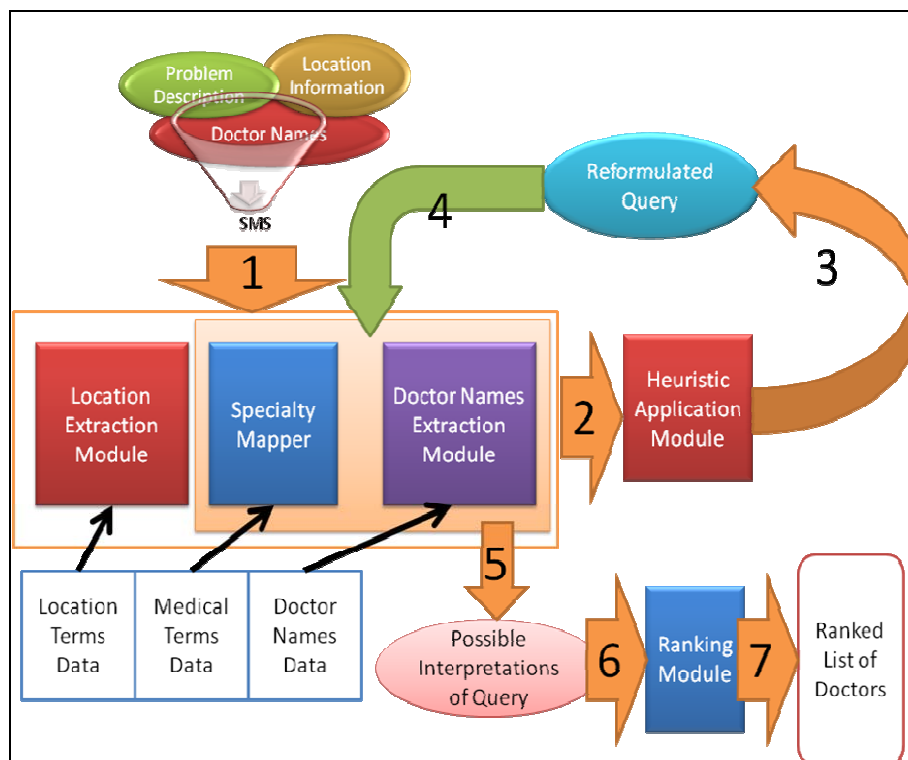 Problem
Description
Location
Information
Doctor Names
SMS
1
4
Reformulated
Query
3
Location
Extraction
Module
Specialty
Mapper
Doctor Names
Extraction
Module
2
Heuristic
Application
Module
Location
Terms
Data
Medical
Terms
Data
Doctor
Names
Data
5
Possible
Interpretations
of Query
6
Ranking
Module
7
Ranked
List of
Doctors